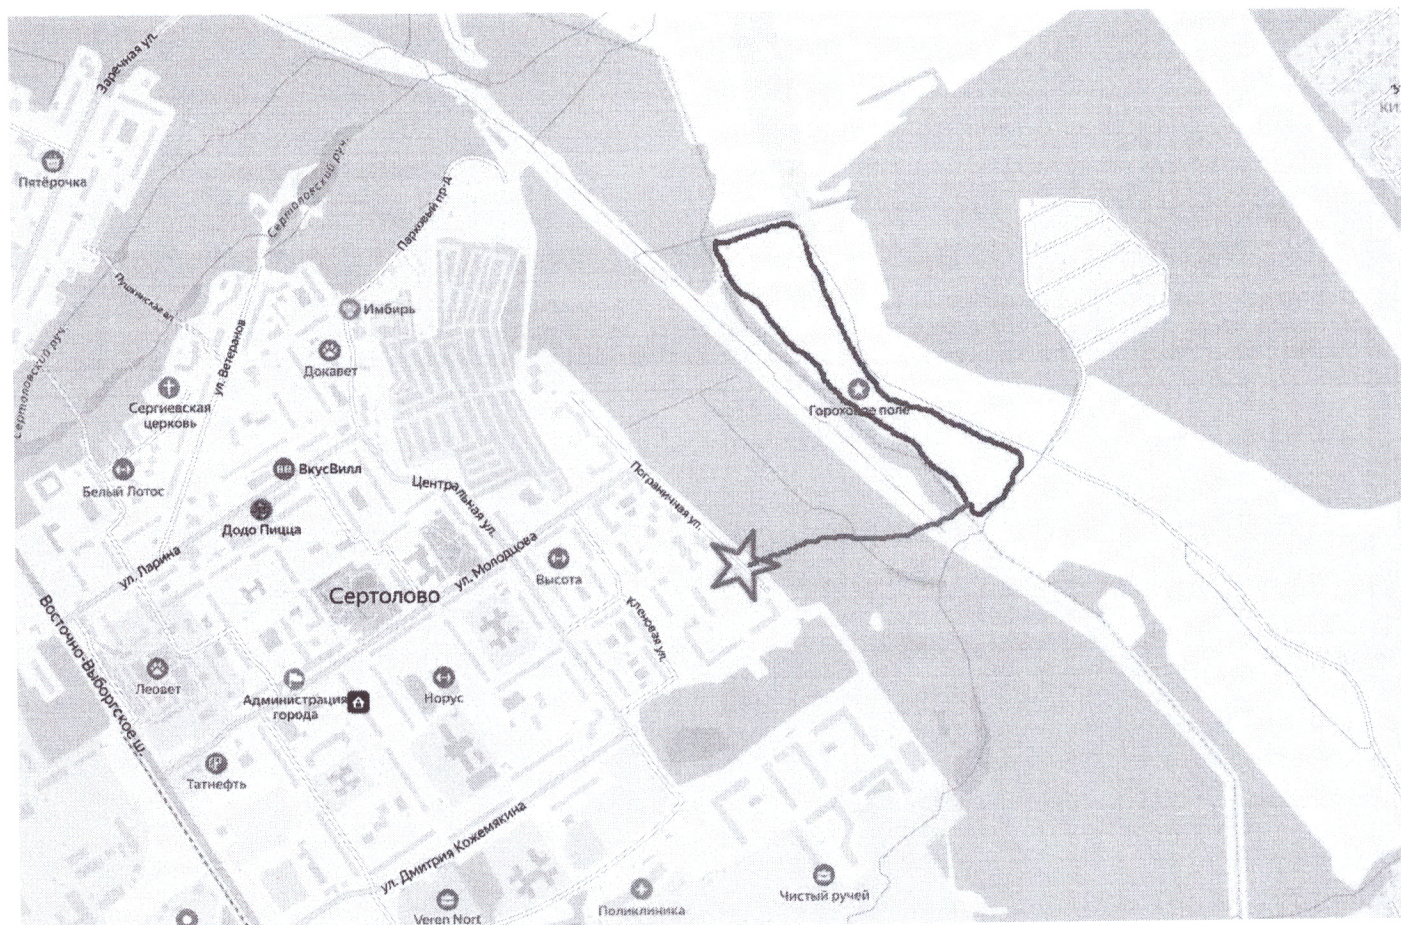 Заречная ул.
Пятёрочка
Сертоловский руч.
Парковый пр-д
Пушкинская ал.
Сертоловский руч.
ул. Ветеранов
Имбирь
Докавет
Сергиевская
церковь
Гороховое поле
Белый Лотос
ВкусВилл
Додо Пицца
Центральная ул.
Пограничная ул.
ул. Ларина
ул. Молодцова
Высота
Сертолово
Кленовая ул.
Восточно-Выборгское ш.
Леовет
Администрация
города
Норус
Татнефть
ул. Дмитрия Кожемякина
Veren Nort
Поликлиника
Чистый ручей